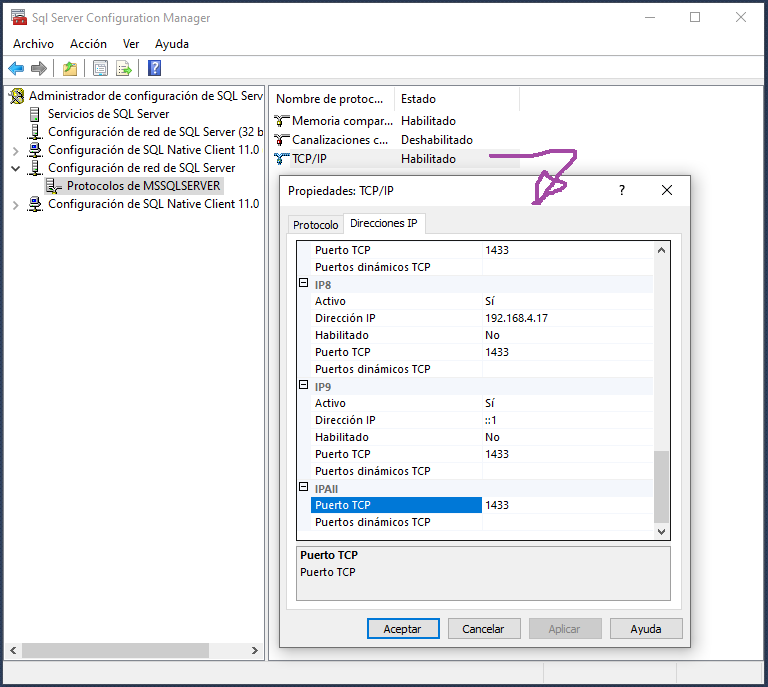 Sql Server Configuration Manager
Archivo Acción Ver Ayuda
Administrador de configuración de SQL Serv
Servicios de SQL Server
Configuración de red de SQL Server (32 b
Configuración de SQL Native Client 11.0
Configuración de red de SQL Server
Protocolos de MSSQLSERVER
Configuración de SQL Native Client 11.0
Nombre de protoc... Estado
Memoria compar... Habilitado
Canalizaciones c... Deshabilitado
TCP/IP Habilitado
Propiedades: TCP/IP ?
Protocolo Direcciones IP
Puerto TCP 1433
Puertos dinámicos TCP
IP8
Activo Sí
Dirección IP 192.168.4.17
Habilitado No
Puerto TCP 1433
Puertos dinámicos TCP
IP9
Activo Sí
Dirección IP ::1
Habilitado No
Puerto TCP 1433
Puertos dinámicos TCP
IPAll
Puerto TCP 1433
Puertos dinámicos TCP
Puerto TCP
Puerto TCP
Aceptar Cancelar Aplicar Ayuda